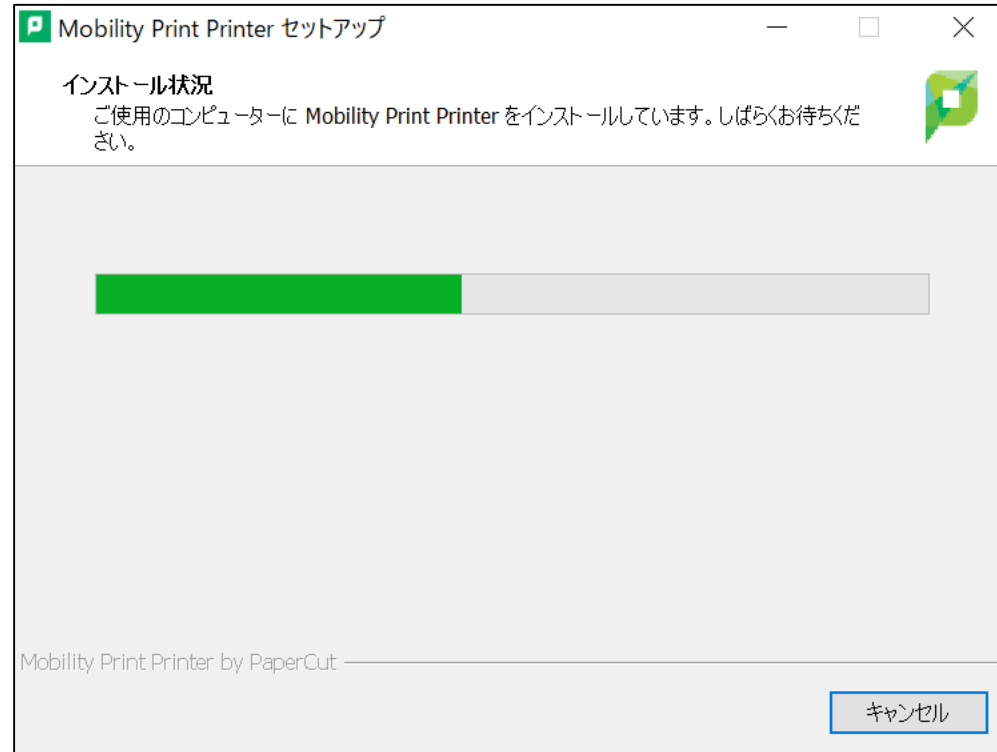 Mobility Print Printer セットアップ
インストール状況
ご使用のコンピューターに Mobility Print Printer をインストールしています。しばらくお待ちくだ
さい。
Mobility Print Printer by PaperCut
キャンセル